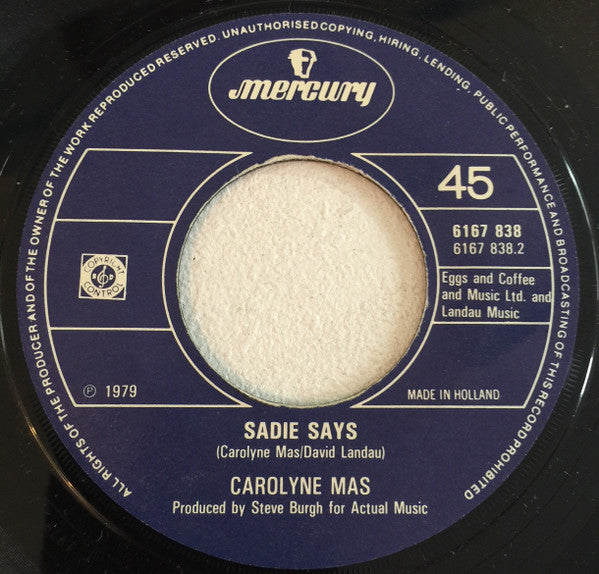 ALL RIGHTS OF THE PRODUCER AND OF THE OWNER OF THE WORK REPRODUCED RESERVED. UNAUTHORISED COPYING, HIRING, LENDING, PUBLIC PERFORMANCE AND BROADCASTING OF THIS RECORD PROHIBITED
mercury
45
6167 838
6167 838.2
COPYRIGHT
CONTROL
Eggs and Coffee
and Music Ltd. and
Landau Music
℗ 1979
MADE IN HOLLAND
SADIE SAYS
(Carolyne Mas/David Landau)
CAROLYNE MAS
Produced by Steve Burgh for Actual Music